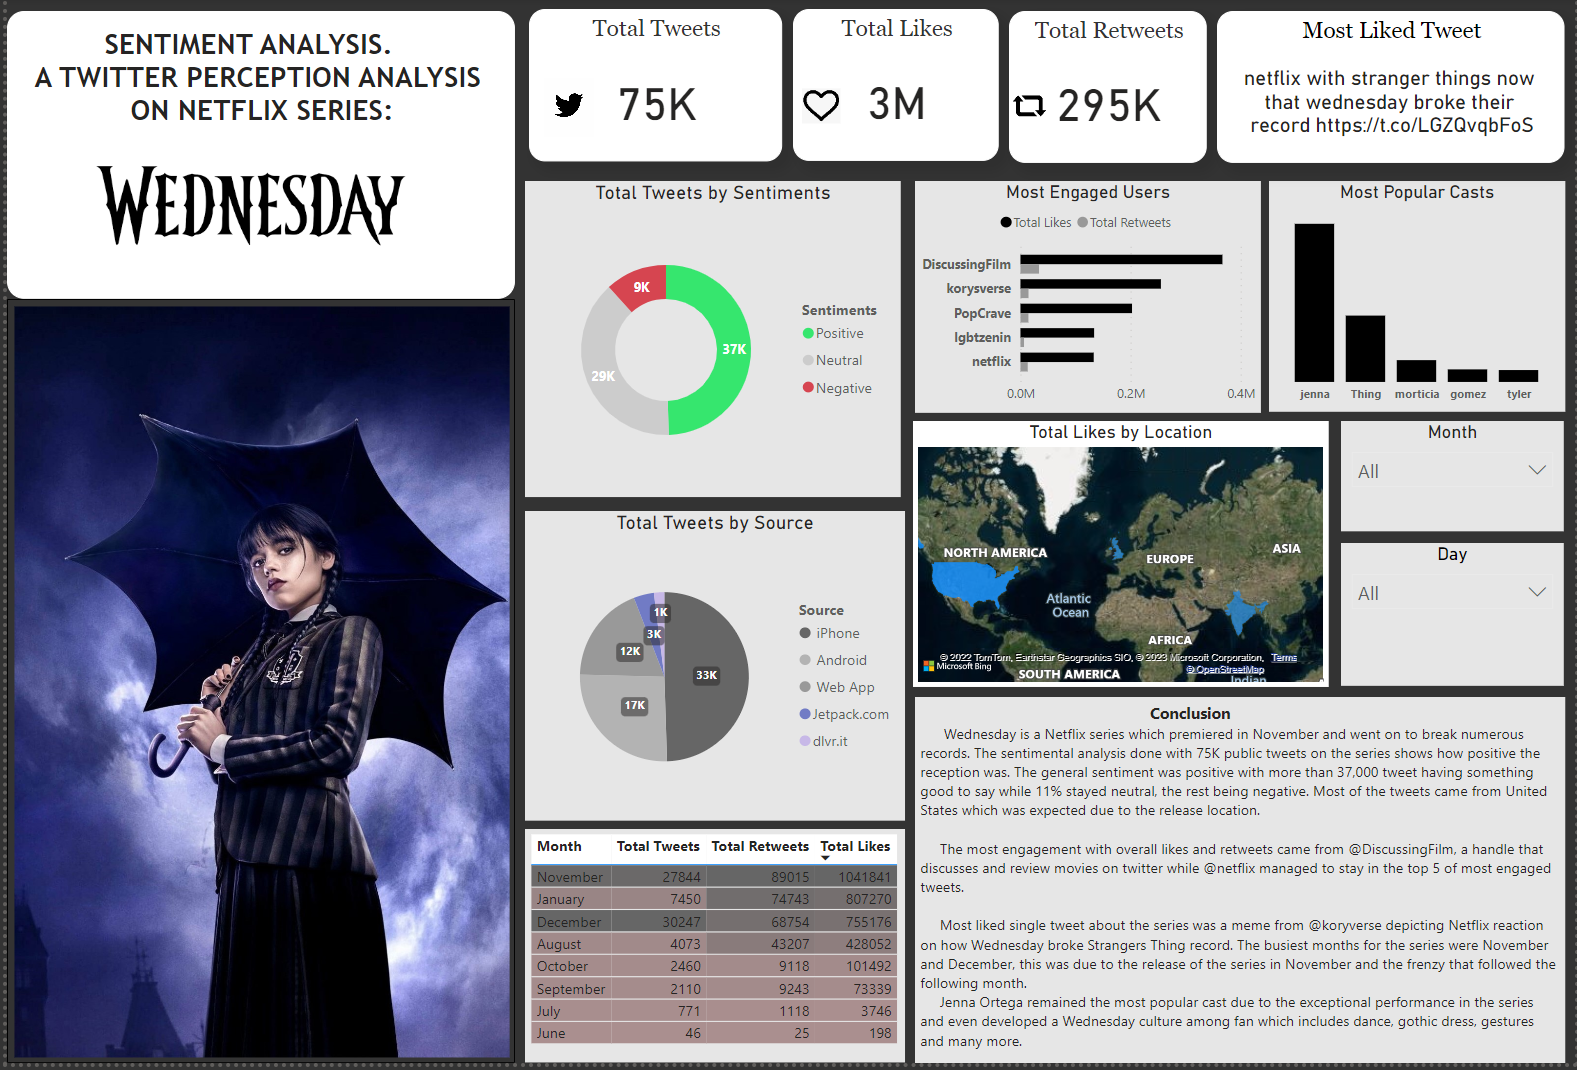 SENTIMENT ANALYSIS.
A TWITTER PERCEPTION ANALYSIS
ON NETFLIX SERIES:
WEDNESDAY
Total Tweets
75K
Total Likes
3M
Total Retweets
295K
Most Liked Tweet
netflix with stranger things now
that wednesday broke their
record https://t.co/LGZQvqbFoS
Total Tweets by Sentiments
9K
37K
29K
Sentiments
Positive
Neutral
Negative
Most Engaged Users
Total Likes Total Retweets
DiscussingFilm
korysverse
PopCrave
lgbtzenin
netflix
0.0M 0.2M 0.4M
Most Popular Casts
jenna Thing morticia gomez tyler
Total Tweets by Source
1K
3K
12K
33K
17K
Source
iPhone
Android
Web App
Jetpack.com
dlvr.it
Total Likes by Location
NORTH AMERICA
EUROPE
ASIA
Atlantic
Ocean
AFRICA
© 2022 TomTom, Earthstar Geographics SIO, © 2023 Microsoft Corporation, Terms
Microsoft Bing
© OpenStreetMap
SOUTH AMERICA
Indian
Month
All
Day
All
Month Total Tweets Total Retweets Total Likes
November 27844 89015 1041841
January 7450 74743 807270
December 30247 68754 755176
August 4073 43207 428052
October 2460 9118 101492
September 2110 9243 73339
July 771 1118 3746
June 46 25 198
Conclusion
Wednesday is a Netflix series which premiered in November and went on to break numerous
records. The sentimental analysis done with 75K public tweets on the series shows how positive the
reception was. The general sentiment was positive with more than 37,000 tweet having something
good to say while 11% stayed neutral, the rest being negative. Most of the tweets came from United
States which was expected due to the release location.
The most engagement with overall likes and retweets came from @DiscussingFilm, a handle that
discusses and review movies on twitter while @netflix managed to stay in the top 5 of most engaged
tweets.
Most liked single tweet about the series was a meme from @koryverse depicting Netflix reaction
on how Wednesday broke Strangers Thing record. The busiest months for the series were November
and December, this was due to the release of the series in November and the frenzy that followed the
following month.
Jenna Ortega remained the most popular cast due to the exceptional performance in the series
and even developed a Wednesday culture among fan which includes dance, gothic dress, gestures
and many more.